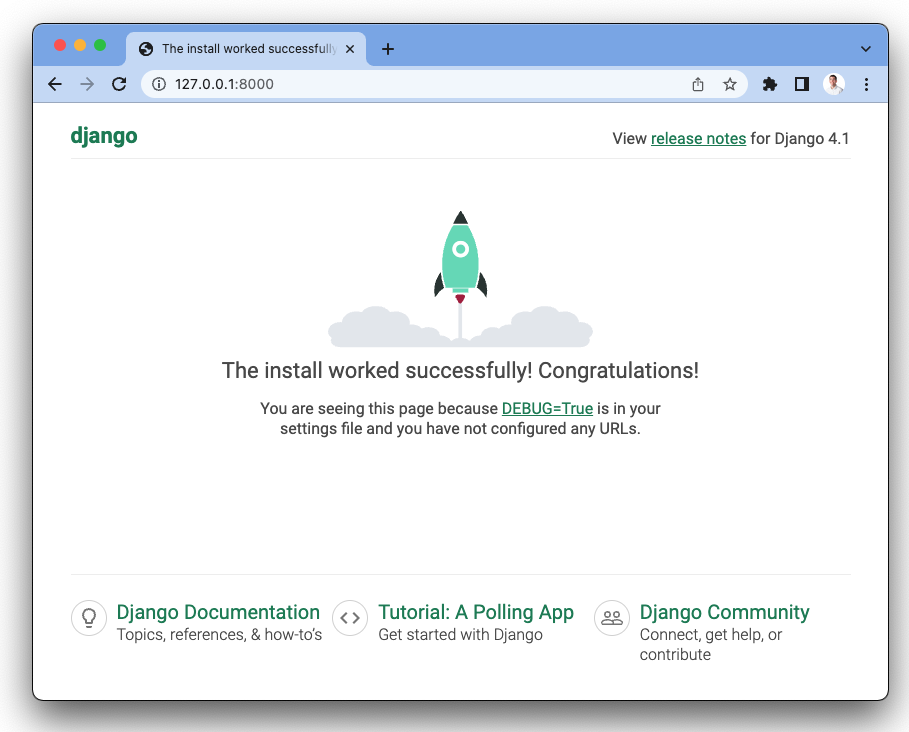 The install worked successfully
127.0.0.1:8000
django
View release notes for Django 4.1
The install worked successfully! Congratulations!
You are seeing this page because DEBUG=True is in your
settings file and you have not configured any URLs.
Django Documentation
Topics, references, & how-to’s
Tutorial: A Polling App
Get started with Django
Django Community
Connect, get help, or
contribute